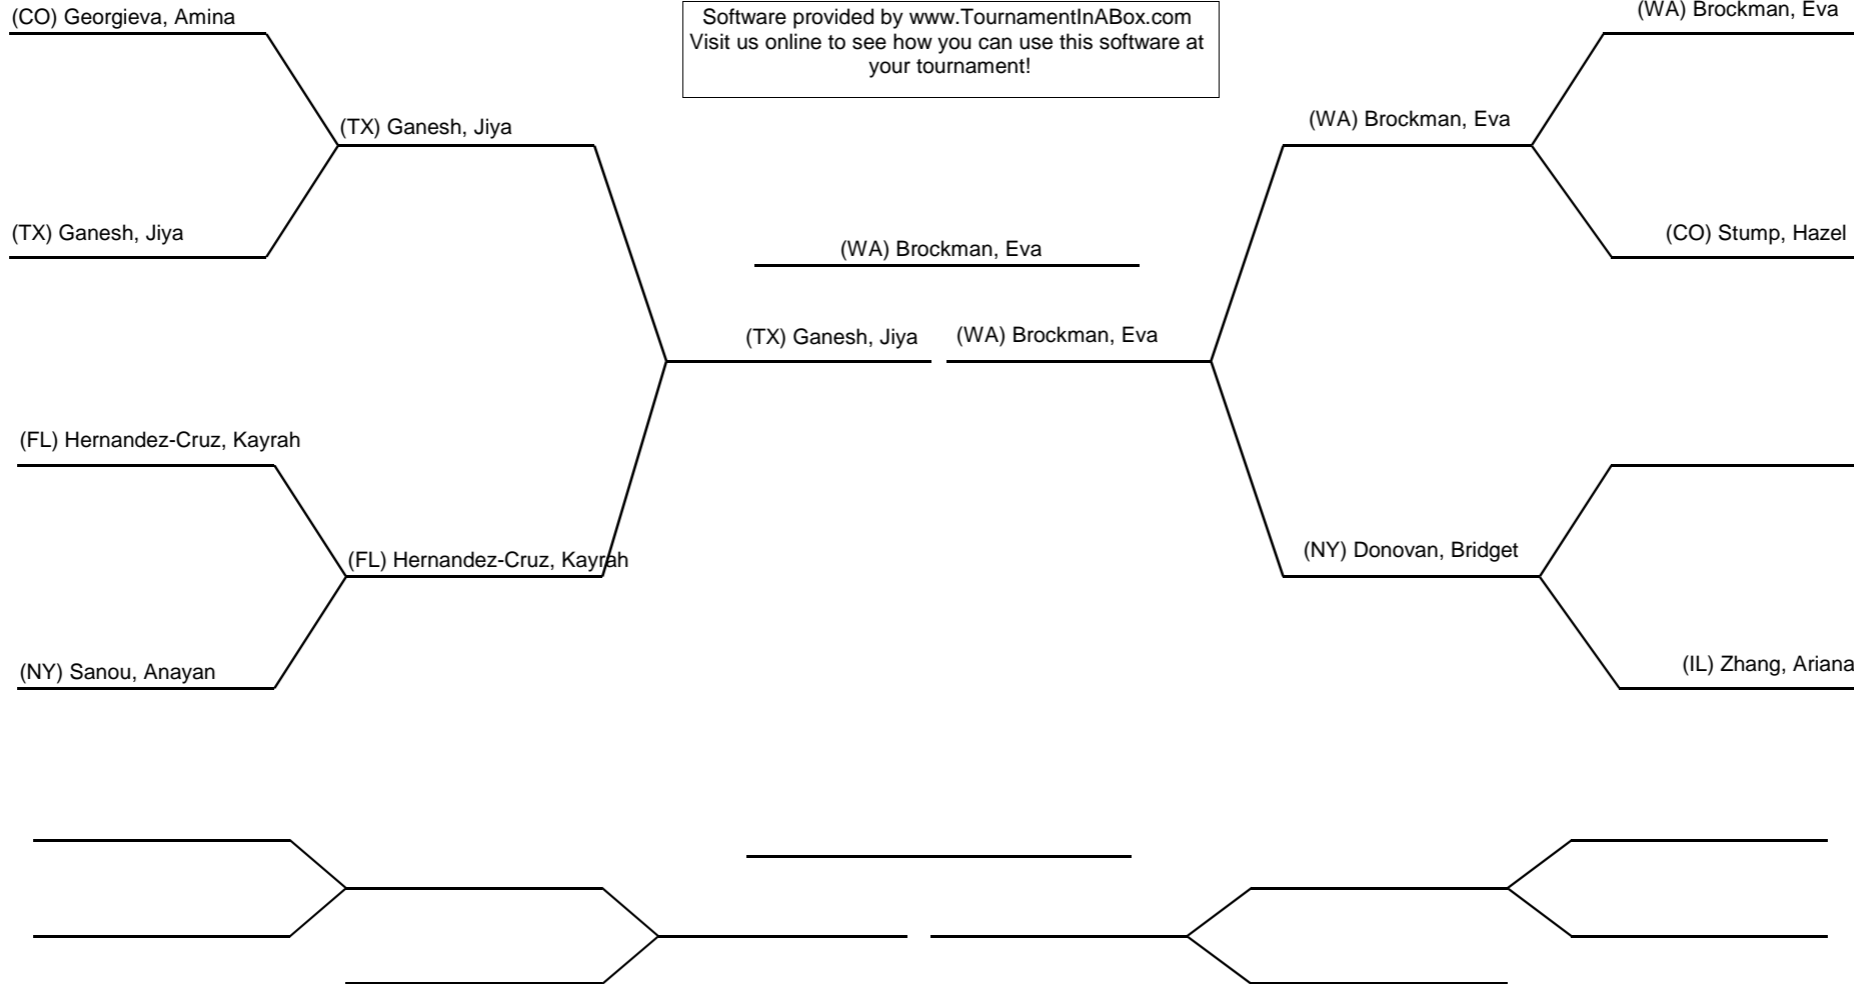 (CO) Georgieva, Amina
Software provided by www.TournamentInABox.com
Visit us online to see how you can use this software at
your tournament!
(WA) Brockman, Eva
(TX) Ganesh, Jiya
(WA) Brockman, Eva
(TX) Ganesh, Jiya
(WA) Brockman, Eva
(CO) Stump, Hazel
(TX) Ganesh, Jiya
(WA) Brockman, Eva
(FL) Hernandez-Cruz, Kayrah
(FL) Hernandez-Cruz, Kayrah
(NY) Donovan, Bridget
(NY) Sanou, Anayan
(IL) Zhang, Ariana